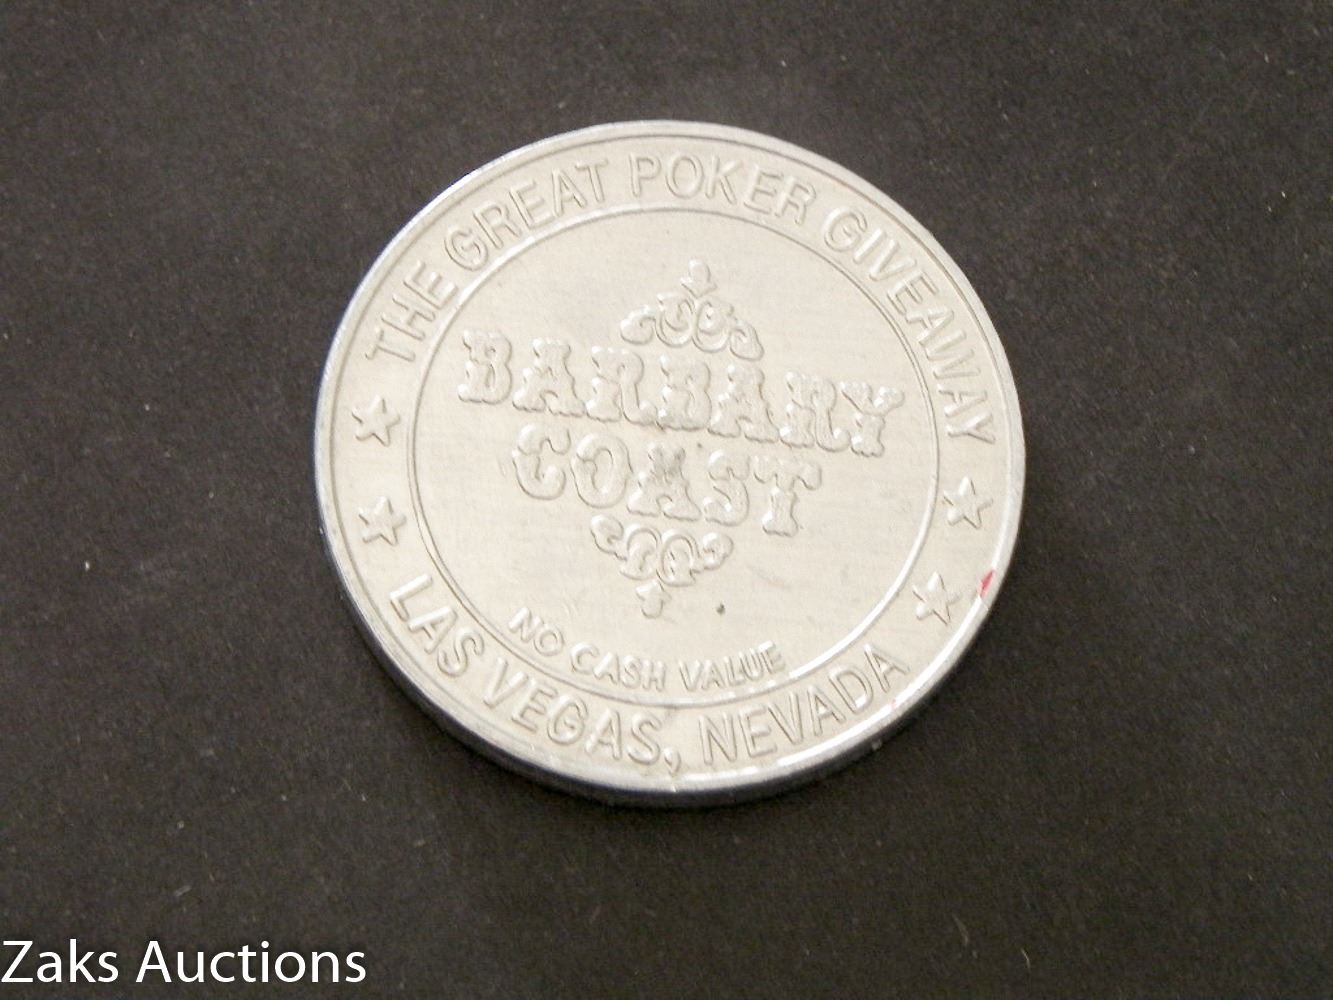 THE GREAT POKER GIVEAWAY
BARBARY
COAST
NO CASH VALUE
LAS VEGAS, NEVADA
Zaks Auctions